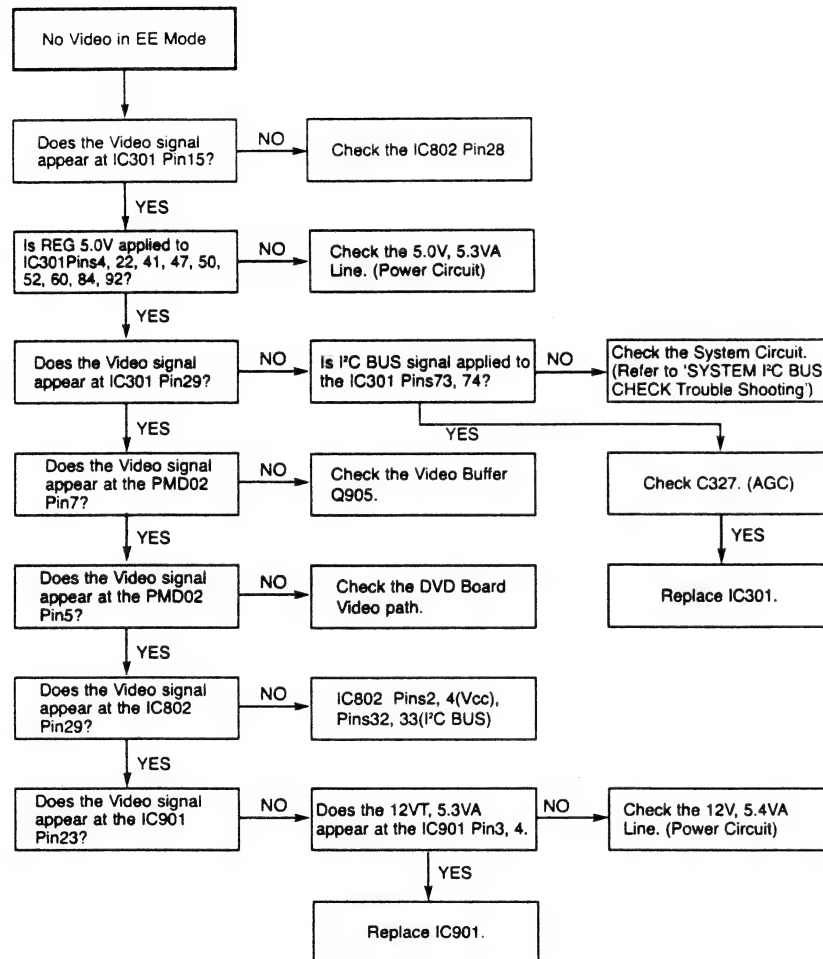 No Video in EE Mode
Does the Video signal
appear at IC301 Pin15?
NO
Check the IC802 Pin28
YES
Is REG 5.0V applied to
IC301Pins4, 22, 41, 47, 50,
52, 60, 84, 92?
NO
Check the 5.0V, 5.3VA
Line. (Power Circuit)
YES
Does the Video signal
appear at IC301 Pin29?
NO
Is I²C BUS signal applied to
the IC301 Pins73, 74?
NO
Check the System Circuit.
(Refer to 'SYSTEM I²C BUS
CHECK Trouble Shooting')
YES
YES
Does the Video signal
appear at the PMD02
Pin7?
NO
Check the Video Buffer
Q905.
Check C327. (AGC)
YES
YES
Does the Video signal
appear at the PMD02
Pin5?
NO
Check the DVD Board
Video path.
Replace IC301.
YES
Does the Video signal
appear at the IC802
Pin29?
NO
IC802 Pins2, 4(Vcc),
Pins32, 33(I²C BUS)
YES
Does the Video signal
appear at the IC901
Pin23?
NO
Does the 12VT, 5.3VA
appear at the IC901 Pin3, 4.
NO
Check the 12V, 5.4VA
Line. (Power Circuit)
YES
Replace IC901.